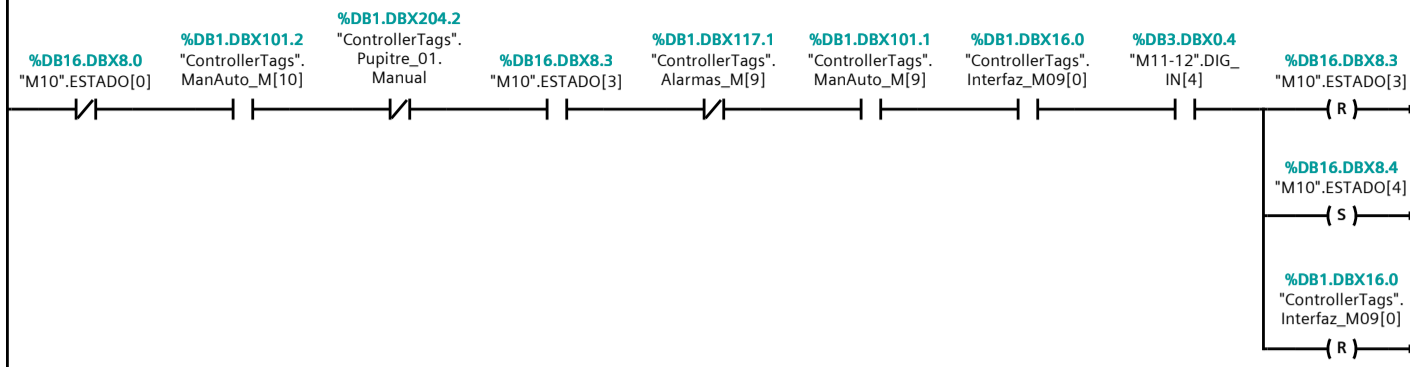 %DB16.DBX8.0
"M10".ESTADO[0]
%DB1.DBX101.2
"ControllerTags".
ManAuto_M[10]
%DB1.DBX204.2
"ControllerTags".
Pupitre_01.
Manual
%DB16.DBX8.3
"M10".ESTADO[3]
%DB1.DBX117.1
"ControllerTags".
Alarmas_M[9]
%DB1.DBX101.1
"ControllerTags".
ManAuto_M[9]
%DB1.DBX16.0
"ControllerTags".
Interfaz_M09[0]
%DB3.DBX0.4
"M11-12".DIG_
IN[4]
%DB16.DBX8.3
"M10".ESTADO[3]
R
%DB16.DBX8.4
"M10".ESTADO[4]
S
%DB1.DBX16.0
"ControllerTags".
Interfaz_M09[0]
R